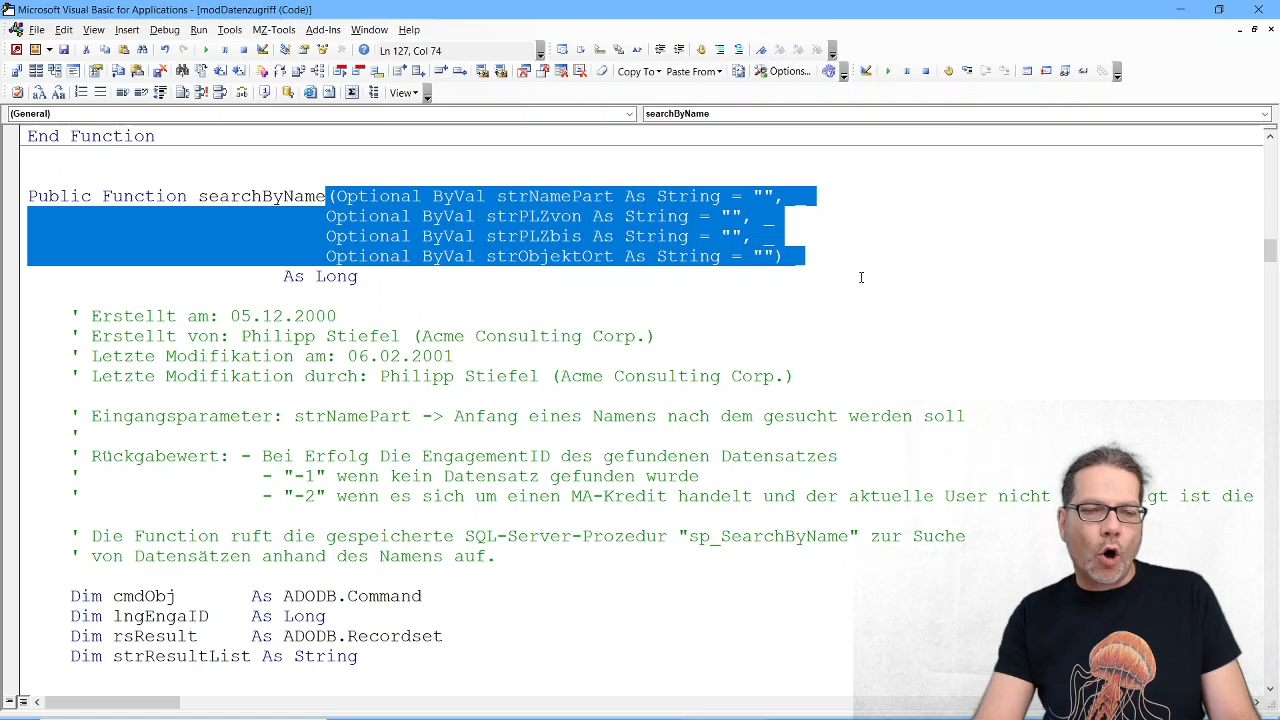 Microsoft Visual Basic for Applications - [modDatenzugriff (Code)]
File Edit View Insert Debug Run Tools MZ-Tools Add-Ins Window Help
Ln 127, Col 74
Copy To Paste From Options...
View
(General) searchByName
End Function
Public Function searchByName(Optional ByVal strNamePart As String = "", _
Optional ByVal strPLZvon As String = "", _
Optional ByVal strPLZbis As String = "", _
Optional ByVal strObjektOrt As String = "") _
As Long
' Erstellt am: 05.12.2000
' Erstellt von: Philipp Stiefel (Acme Consulting Corp.)
' Letzte Modifikation am: 06.02.2001
' Letzte Modifikation durch: Philipp Stiefel (Acme Consulting Corp.)
' Eingangsparameter: strNamePart -> Anfang eines Namens nach dem gesucht werden soll
'
' Rückgabewert: - Bei Erfolg Die EngagementID des gefundenen Datensatzes
' - "-1" wenn kein Datensatz gefunden wurde
' - "-2" wenn es sich um einen MA-Kredit handelt und der aktuelle User nicht gt ist die
' Die Function ruft die gespeicherte SQL-Server-Prozedur "sp_SearchByName" zur Suche
' von Datensätzen anhand des Namens auf.
Dim cmdObj As ADODB.Command
Dim lngEngaID As Long
Dim rsResult As ADODB.Recordset
Dim strResultList As String